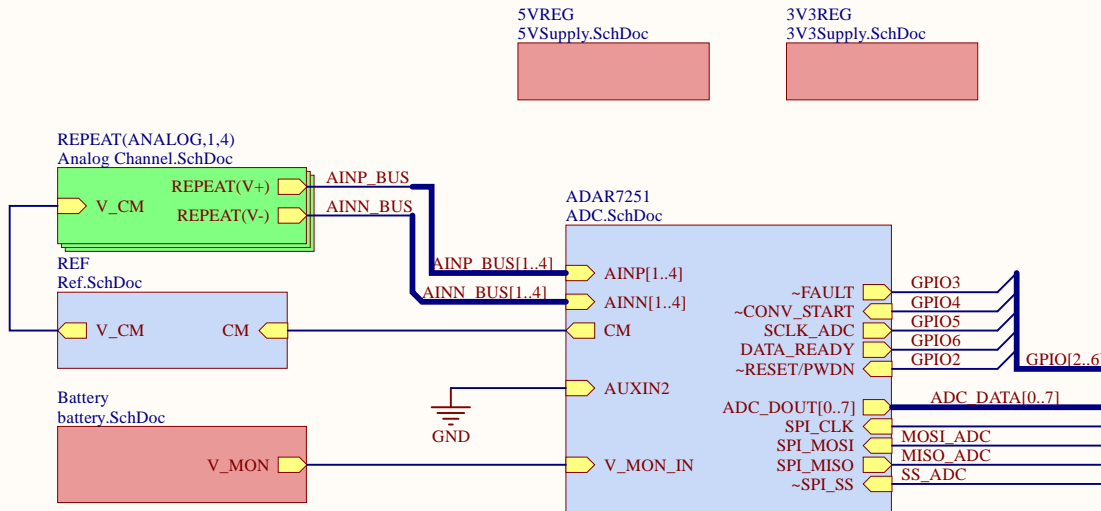 5VREG
5VSupply.SchDoc
3V3REG
3V3Supply.SchDoc
REPEAT(ANALOG,1,4)
Analog Channel.SchDoc
V_CM
REPEAT(V+)
REPEAT(V-)
AINP_BUS
AINN_BUS
REF
Ref.SchDoc
V_CM
CM
Battery
battery.SchDoc
V_MON
AINP_BUS[1..4]
AINN_BUS[1..4]
GND
ADAR7251
ADC.SchDoc
AINP[1..4]
AINN[1..4]
CM
AUXIN2
V_MON_IN
~FAULT
~CONV_START
SCLK_ADC
DATA_READY
~RESET/PWDN
ADC_DOUT[0..7]
SPI_CLK
SPI_MOSI
SPI_MISO
~SPI_SS
GPIO3
GPIO4
GPIO5
GPIO6
GPIO2
GPIO[2..6]
ADC_DATA[0..7]
MOSI_ADC
MISO_ADC
SS_ADC